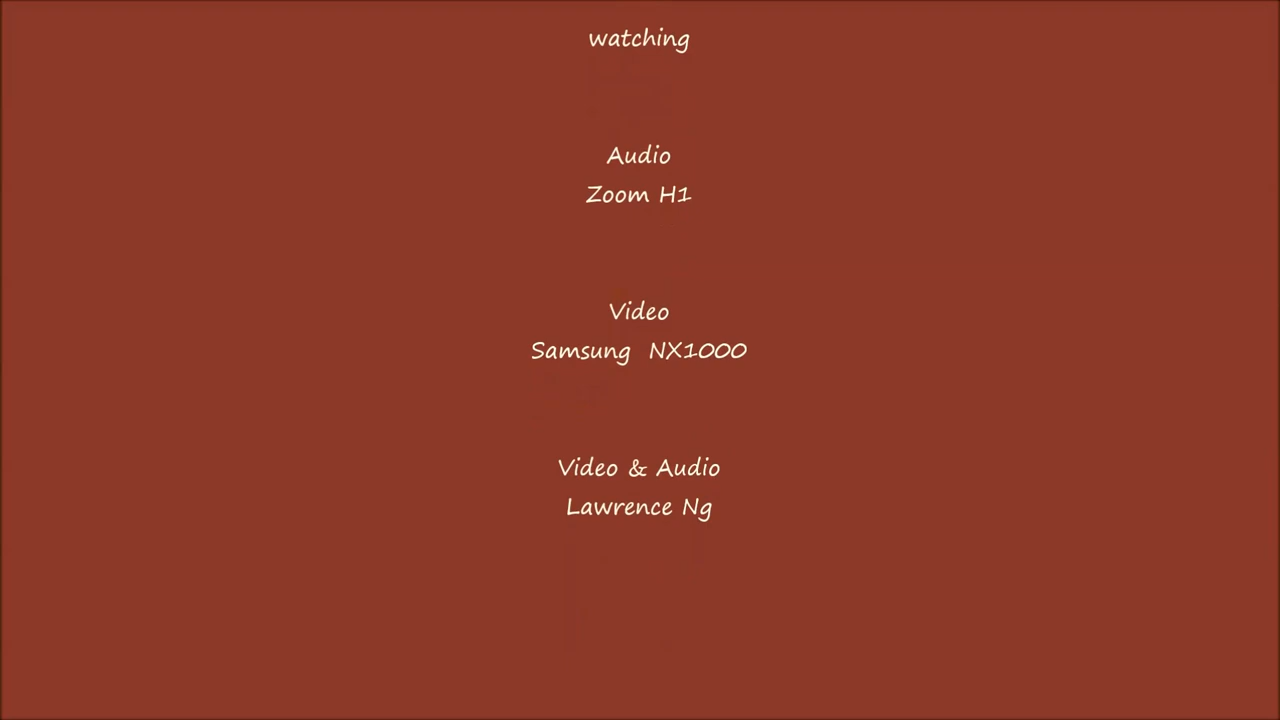 watching
Audio
Zoom H1
Video
Samsung  NX1000
Video & Audio
Lawrence Ng